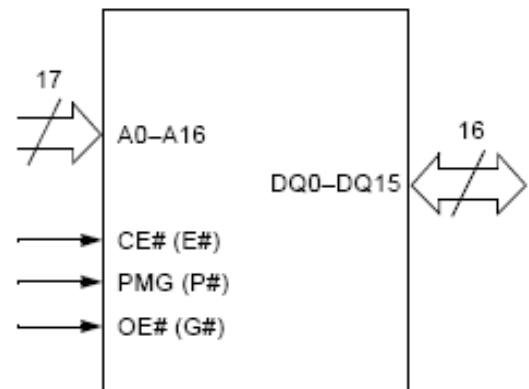 17
A0–A16
16
DQ0–DQ15
CE# (E#)
PMG (P#)
OE# (G#)